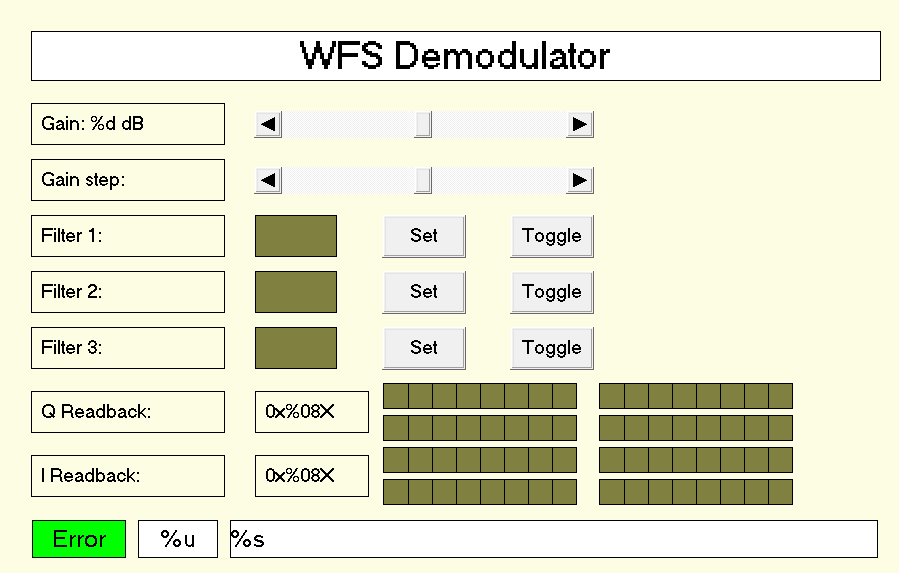 WFS Demodulator
Gain: %d dB
Gain step:
Filter 1: Set Toggle
Filter 2: Set Toggle
Filter 3: Set Toggle
Q Readback: 0x%08X
I Readback: 0x%08X
Error %u %s